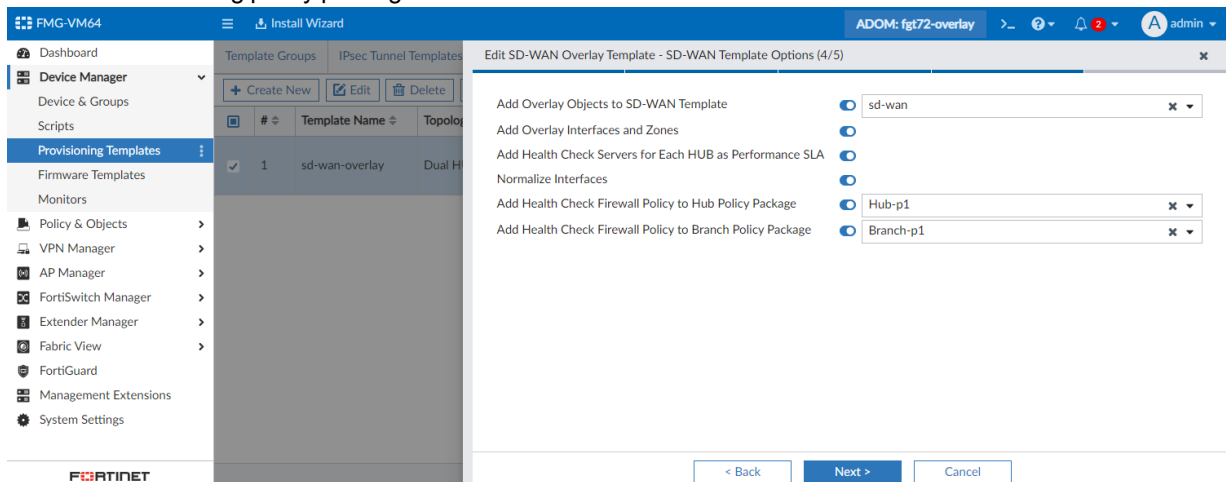 FMG-VM64
Install Wizard
ADOM: fgt72-overlay
>_
2
A admin
Dashboard
Device Manager
Device & Groups
Scripts
Provisioning Templates
Firmware Templates
Monitors
Policy & Objects
VPN Manager
AP Manager
FortiSwitch Manager
Extender Manager
Fabric View
FortiGuard
Management Extensions
System Settings
FORTINET
Template Groups IPsec Tunnel Templates
+ Create New Edit Delete
# Template Name Topolog
1 sd-wan-overlay Dual H
Edit SD-WAN Overlay Template - SD-WAN Template Options (4/5)
Add Overlay Objects to SD-WAN Template sd-wan
Add Overlay Interfaces and Zones
Add Health Check Servers for Each HUB as Performance SLA
Normalize Interfaces
Add Health Check Firewall Policy to Hub Policy Package Hub-p1
Add Health Check Firewall Policy to Branch Policy Package Branch-p1
< Back Next > Cancel